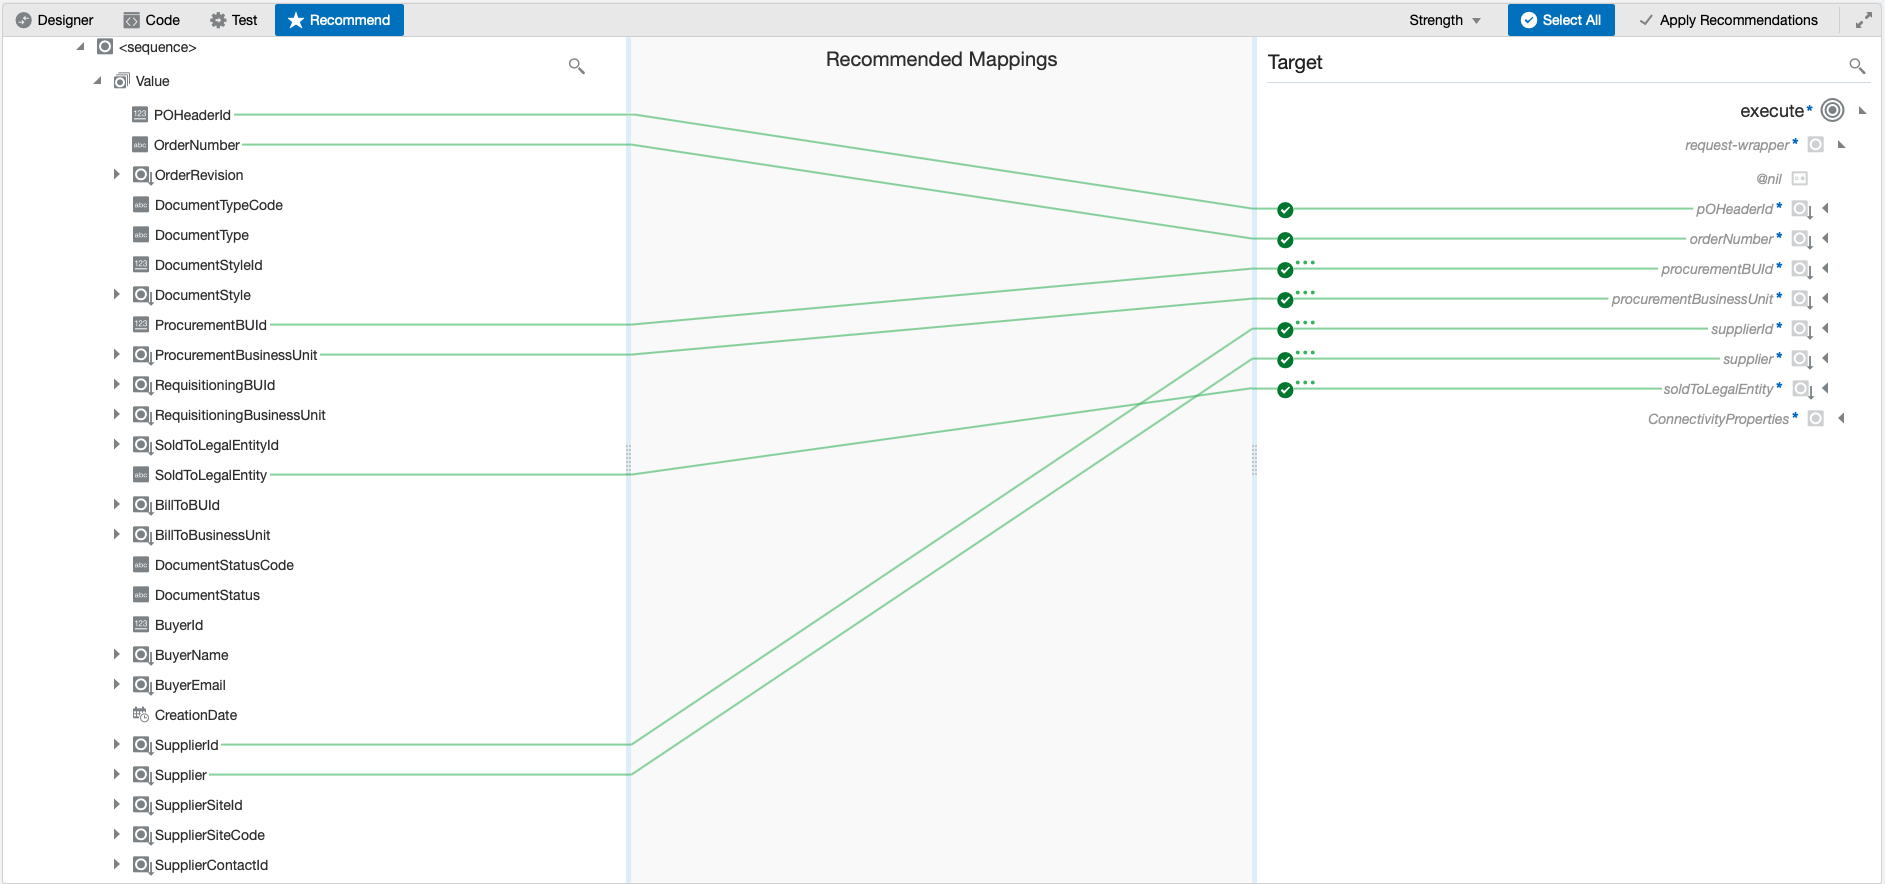 Designer Code Test Recommend Strength Select All Apply Recommendations
<sequence>
Value
POHeaderId
OrderNumber
OrderRevision
DocumentTypeCode
DocumentType
DocumentStyleId
DocumentStyle
ProcurementBUId
ProcurementBusinessUnit
RequisitioningBUId
RequisitioningBusinessUnit
SoldToLegalEntityId
SoldToLegalEntity
BillToBUId
BillToBusinessUnit
DocumentStatusCode
DocumentStatus
BuyerId
BuyerName
BuyerEmail
CreationDate
SupplierId
Supplier
SupplierSiteId
SupplierSiteCode
SupplierContactId
Recommended Mappings
Target
execute*
request-wrapper*
@nil
pOHeaderId*
orderNumber*
procurementBUId*
procurementBusinessUnit*
supplierId*
supplier*
soldToLegalEntity*
ConnectivityProperties*